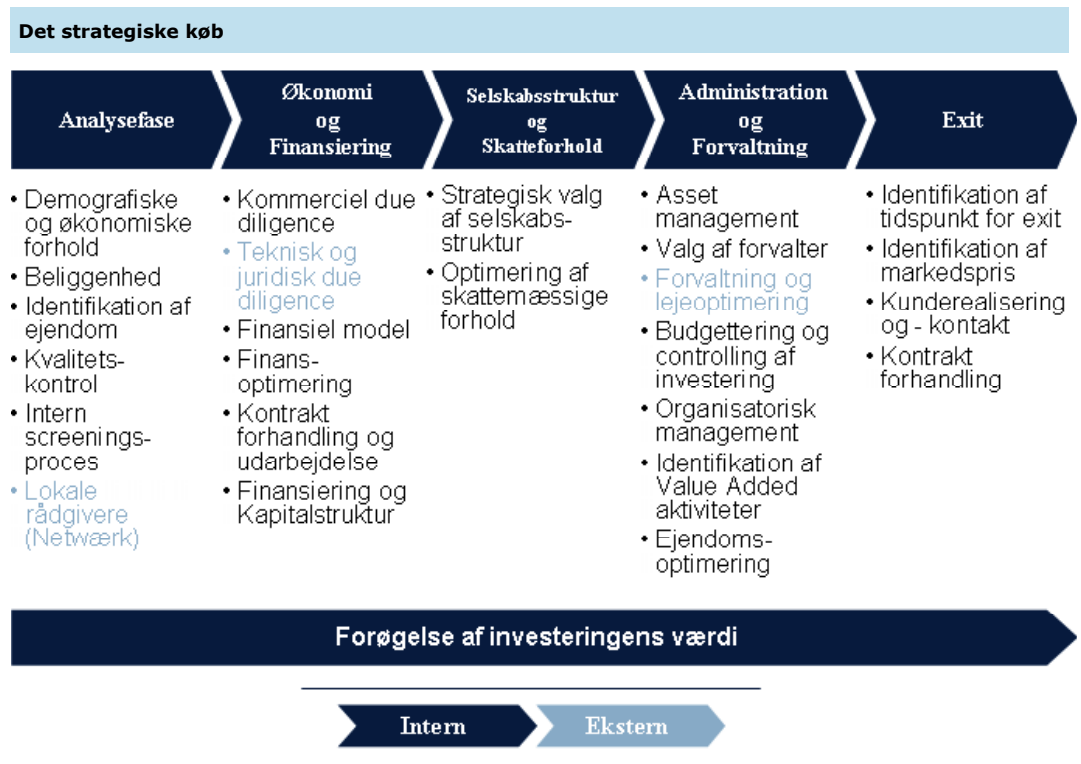 Det strategiske køb
Analysefase
Økonomi
og
Finansiering
Selskabsstruktur
og
Skatteforhold
Administration
og
Forvaltning
Exit
• Demografiske
og økonomiske
forhold
• Beliggenhed
• Identifikation af
ejendom
• Kvalitets-
kontrol
• Intern
screenings-
proces
• Lokale
rådgivere
(Netwærk)
• Kommerciel due
diligence
• Teknisk og
juridisk due
diligence
• Finansiel model
• Finans-
optimering
• Kontrakt
forhandling og
udarbejdelse
• Finansiering og
Kapitalstruktur
• Strategisk valg
af selskabs-
struktur
• Optimering af
skattemæssige
forhold
• Asset
management
• Valg af forvalter
• Forvaltning og
lejeoptimering
• Budgettering og
controlling af
investering
• Organisatorisk
management
• Identifikation af
Value Added
aktiviteter
• Ejendoms-
optimering
• Identifikation af
tidspunkt for exit
• Identifikation af
markedspris
• Kunderealisering
og - kontakt
• Kontrakt
forhandling
Forøgelse af investeringens værdi
Intern
Ekstern